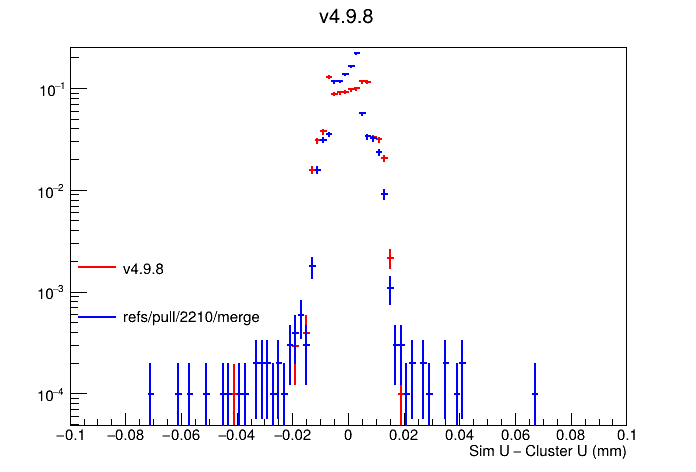 v4.9.8
10⁻¹
10⁻²
v4.9.8
10⁻³
refs/pull/2210/merge
10⁻⁴
−0.1 −0.08 −0.06 −0.04 −0.02 0 0.02 0.04 0.06 0.08 0.1
Sim U − Cluster U (mm)